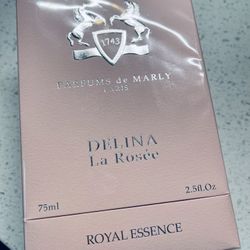 1743
PARFUMS de MARLY
PARIS
DELINA
La Rosée
75ml 2.5fl.Oz
ROYAL ESSENCE